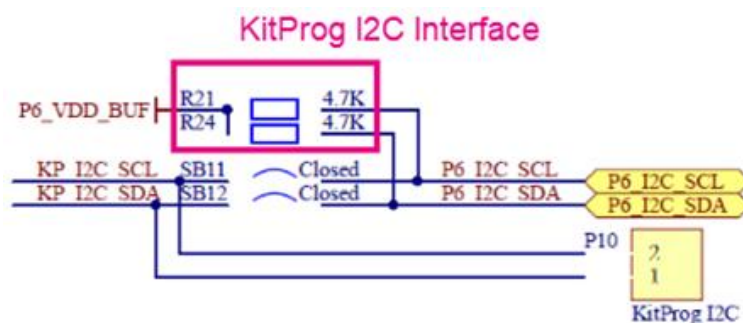 KitProg I2C Interface
P6_VDD_BUF R21 4.7K
R24 4.7K
KP_I2C_SCL SB11 Closed P6_I2C_SCL P6_I2C_SCL
KP_I2C_SDA SB12 Closed P6_I2C_SDA P6_I2C_SDA
P10 2
1
KitProg I2C